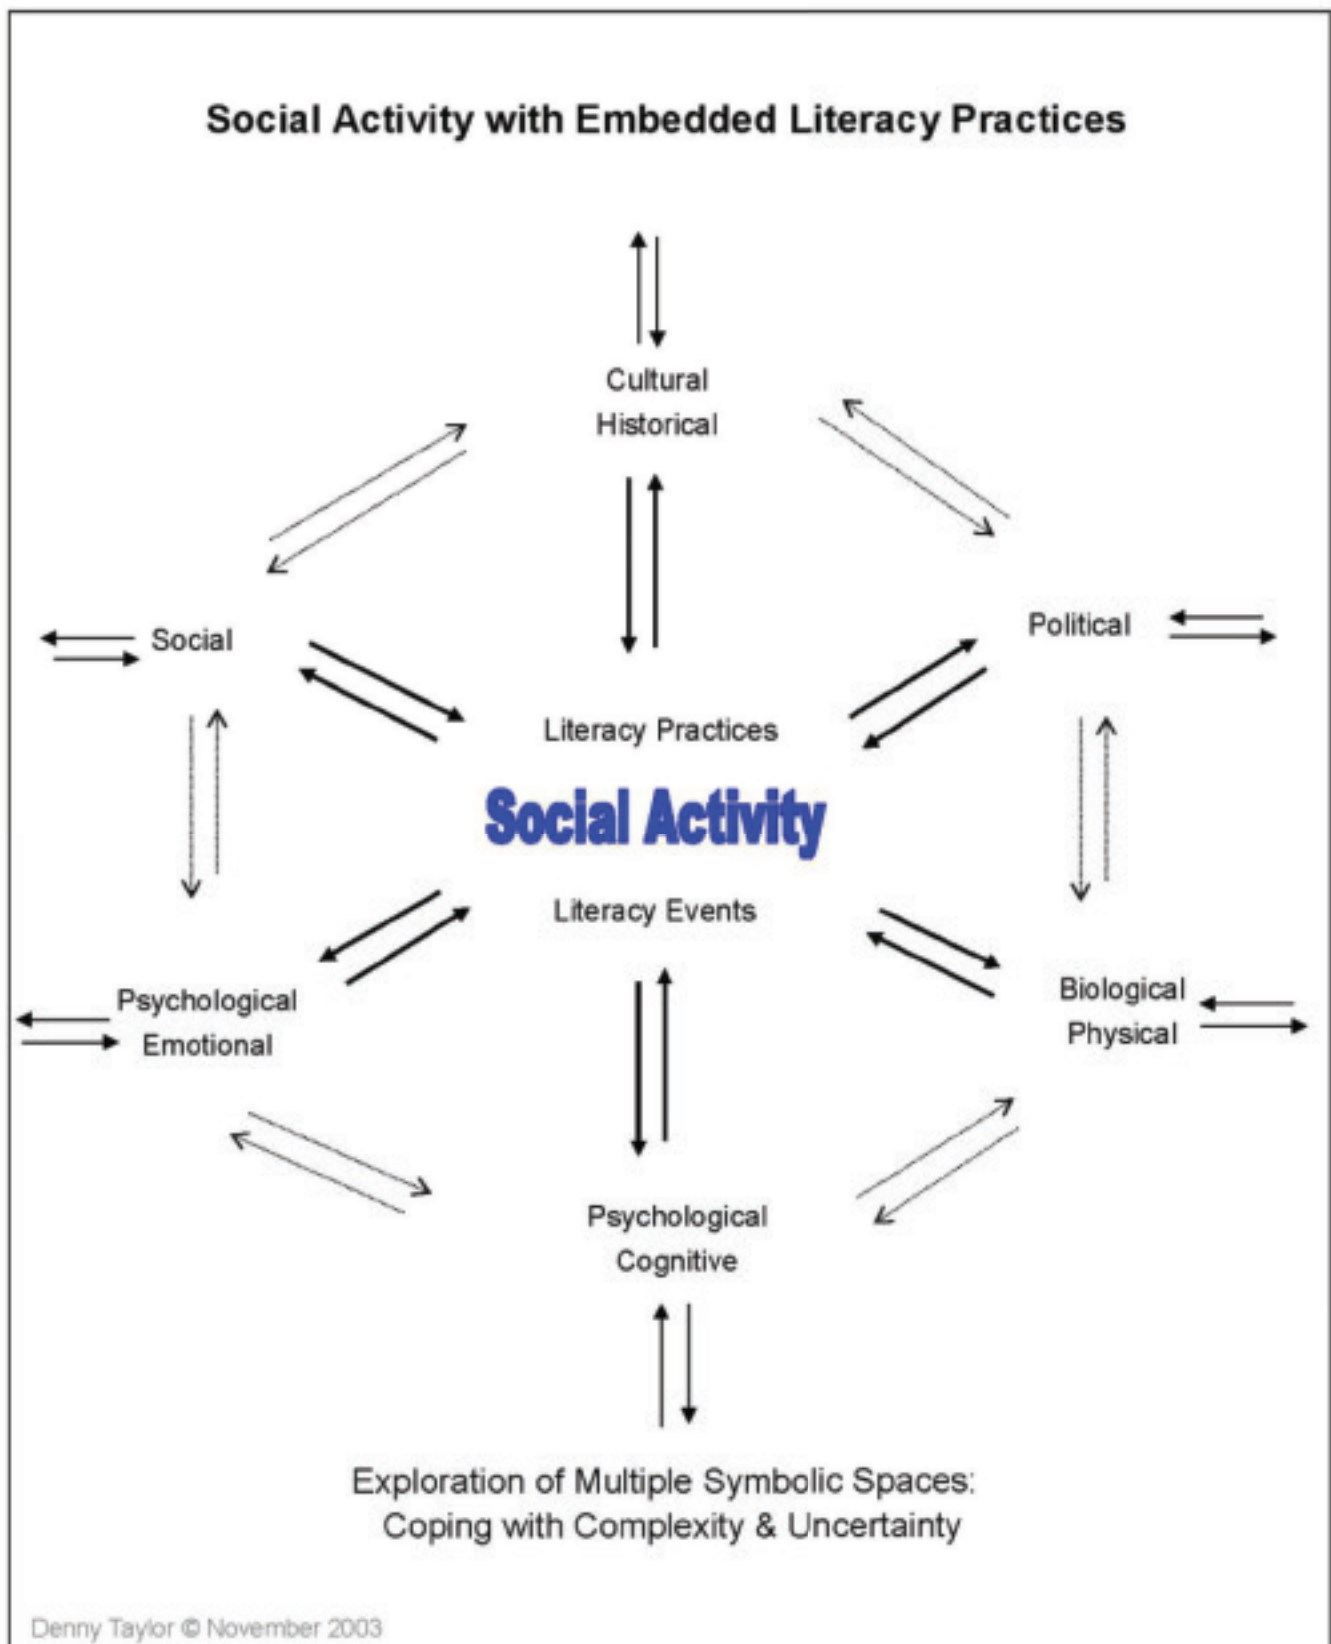 Social Activity with Embedded Literacy Practices
Cultural
Historical
Social
Political
Literacy Practices
Social Activity
Literacy Events
Psychological
Emotional
Biological
Physical
Psychological
Cognitive
Exploration of Multiple Symbolic Spaces:
Coping with Complexity & Uncertainty
Denny Taylor © November 2003